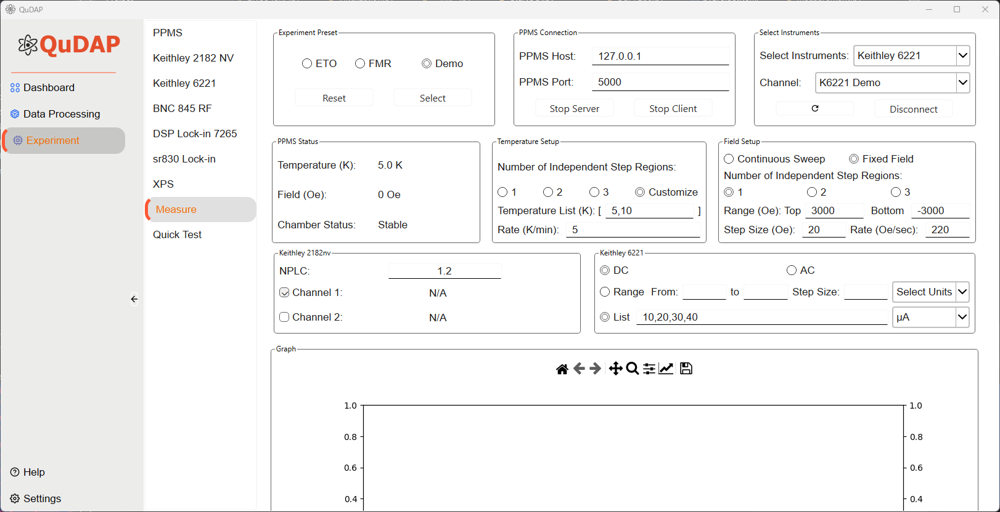 QuDAP
QuDAP
Dashboard
Data Processing
Experiment
Help
Settings
PPMS
Keithley 2182 NV
Keithley 6221
BNC 845 RF
DSP Lock-in 7265
sr830 Lock-in
XPS
Measure
Quick Test
Experiment Preset
ETO FMR Demo
Reset Select
PPMS Connection
PPMS Host: 127.0.0.1
PPMS Port: 5000
Stop Server Stop Client
Select Instruments
Select Instruments: Keithley 6221
Channel: K6221 Demo
Disconnect
PPMS Status
Temperature (K): 5.0 K
Field (Oe): 0 Oe
Chamber Status: Stable
Temperature Setup
Number of Independent Step Regions:
1 2 3 Customize
Temperature List (K): [ 5,10 ]
Rate (K/min): 5
Field Setup
Continuous Sweep Fixed Field
Number of Independent Step Regions:
1 2 3
Range (Oe): Top 3000 Bottom -3000
Step Size (Oe): 20 Rate (Oe/sec): 220
Keithley 2182nv
NPLC: 1.2
Channel 1: N/A
Channel 2: N/A
Keithley 6221
DC AC
Range From: to Step Size: Select Units
List 10,20,30,40 µA
Graph
1.0 1.0
0.8 0.8
0.6 0.6
0.4 0.4